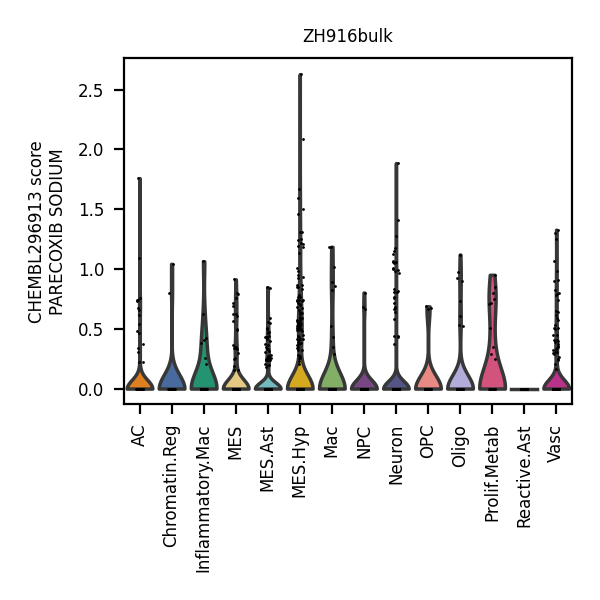 ZH916bulk
CHEMBL296913 score
PARECOXIB SODIUM
2.5
2.0
1.5
1.0
0.5
0.0
AC
Chromatin.Reg
Inflammatory.Mac
MES
MES.Ast
MES.Hyp
Mac
NPC
Neuron
OPC
Oligo
Prolif.Metab
Reactive.Ast
Vasc